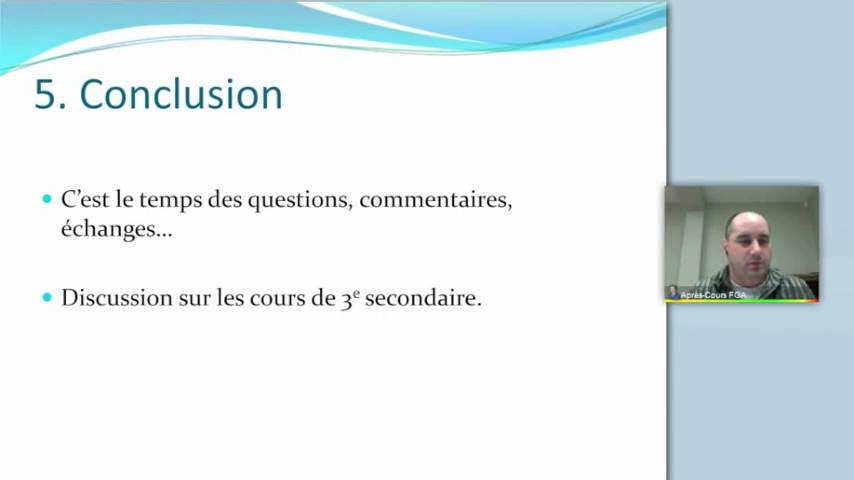 5. Conclusion
C'est le temps des questions, commentaires,
échanges...
Discussion sur les cours de 3e secondaire.
Après-Cours FGA